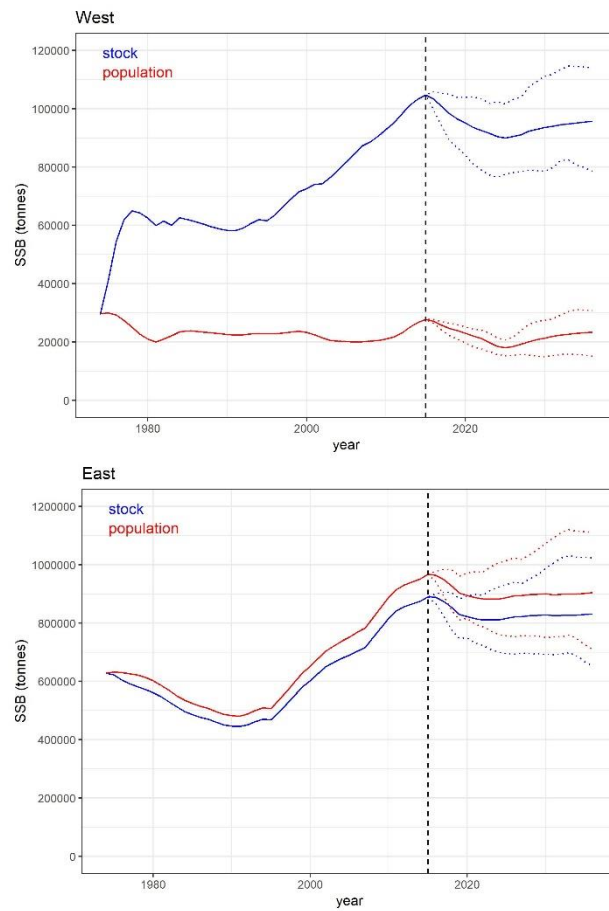 West
120000
stock
population
100000
80000
60000
40000
20000
0
SSB (tonnes)
1980
2000
2020
year
East
1200000
stock
population
1000000
800000
600000
400000
200000
0
SSB (tonnes)
1980
2000
2020
year